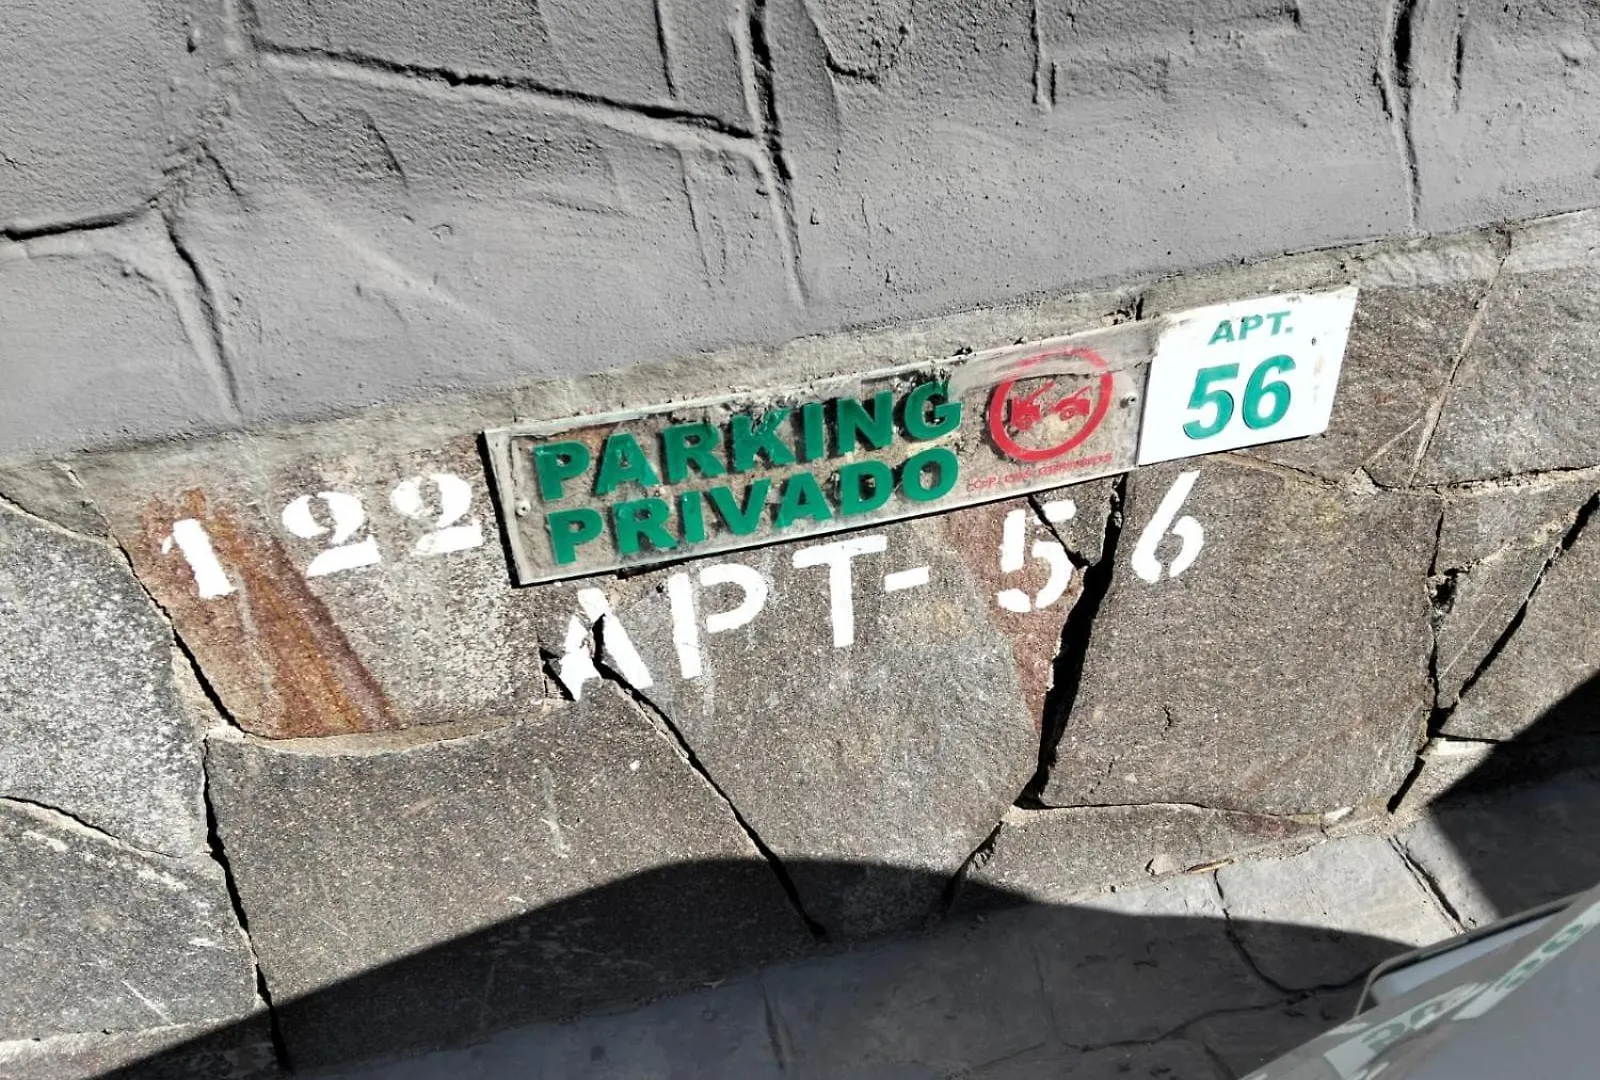 PARKING
PRIVADO
APT.
56
122
APT-56